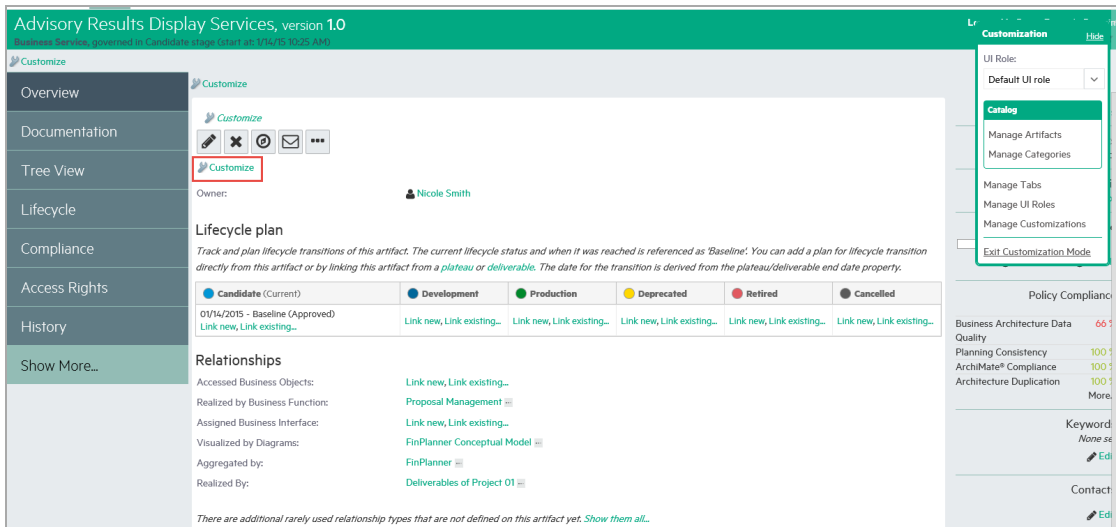 Advisory Results Display Services, version 1.0
Business Service, governed in Candidate stage (start at: 1/14/15 10:25 AM)
Customize
Overview
Documentation
Tree View
Lifecycle
Compliance
Access Rights
History
Show More...
Customize
Customize
Customize
Owner:
Nicole Smith
Lifecycle plan
Track and plan lifecycle transitions of this artifact. The current lifecycle status and when it was reached is referenced as 'Baseline'. You can add a plan for lifecycle transition
directly from this artifact or by linking this artifact from a plateau or deliverable. The date for the transition is derived from the plateau/deliverable end date property.
Candidate (Current) Development Production Deprecated Retired Cancelled
01/14/2015 - Baseline (Approved)
Link new, Link existing... Link new, Link existing... Link new, Link existing... Link new, Link existing... Link new, Link existing... Link new, Link existing...
Relationships
Accessed Business Objects: Link new, Link existing...
Realized by Business Function: Proposal Management
Assigned Business Interface: Link new, Link existing...
Visualized by Diagrams: FinPlanner Conceptual Model
Aggregated by: FinPlanner
Realized By: Deliverables of Project 01
There are additional rarely used relationship types that are not defined on this artifact yet. Show them all...
Customization Hide
UI Role:
Default UI role
Catalog
Manage Artifacts
Manage Categories
Manage Tabs
Manage UI Roles
Manage Customizations
Exit Customization Mode
Policy Complianc
Business Architecture Data Quality 66 %
Planning Consistency 100 %
ArchiMate® Compliance 100 %
Architecture Duplication 100 %
More.
Keyword
None se
Edi
Contact
Edi